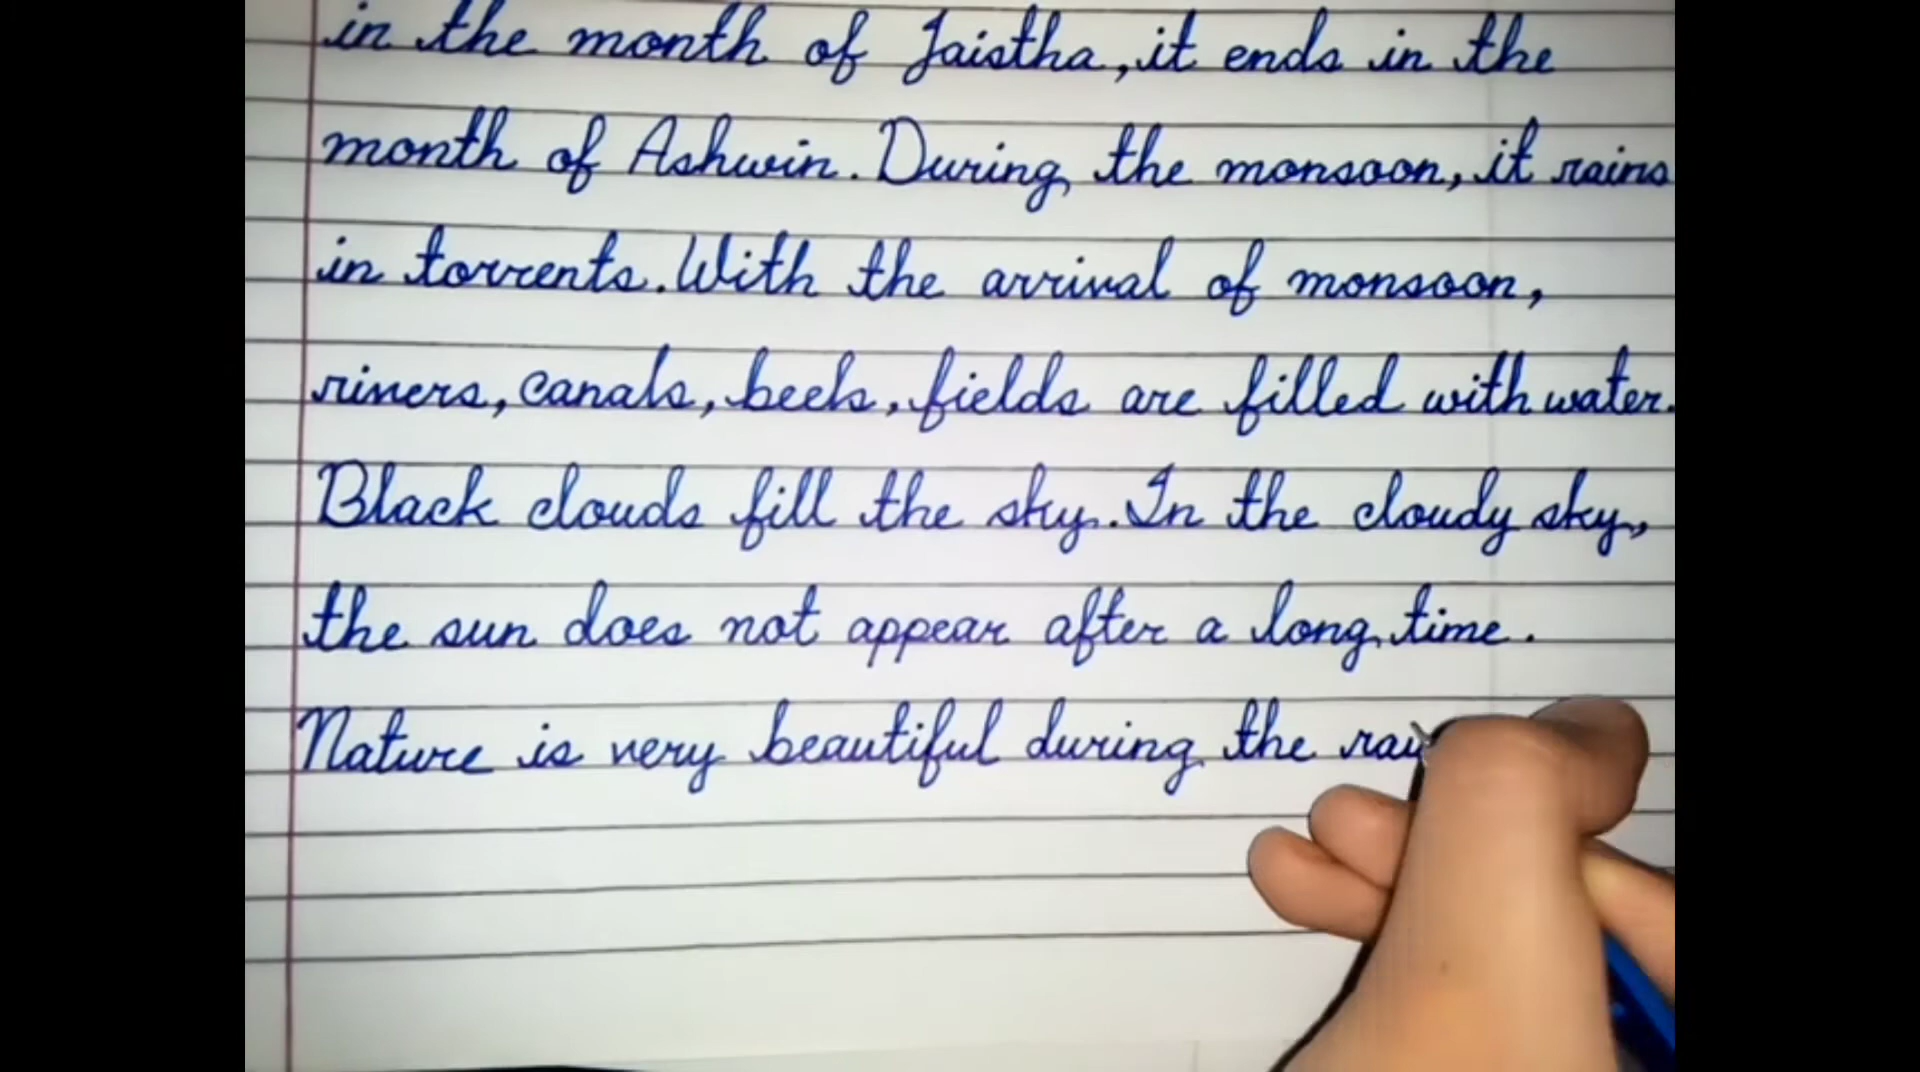 in the month of Jaistha, it ends in the
month of Ashwin. During the monsoon, it rains
in torrents. With the arrival of monsoon,
rivers, canals, beels, fields are filled with water.
Black clouds fill the sky. In the cloudy sky,
the sun does not appear after a long time.
Nature is very beautiful during the